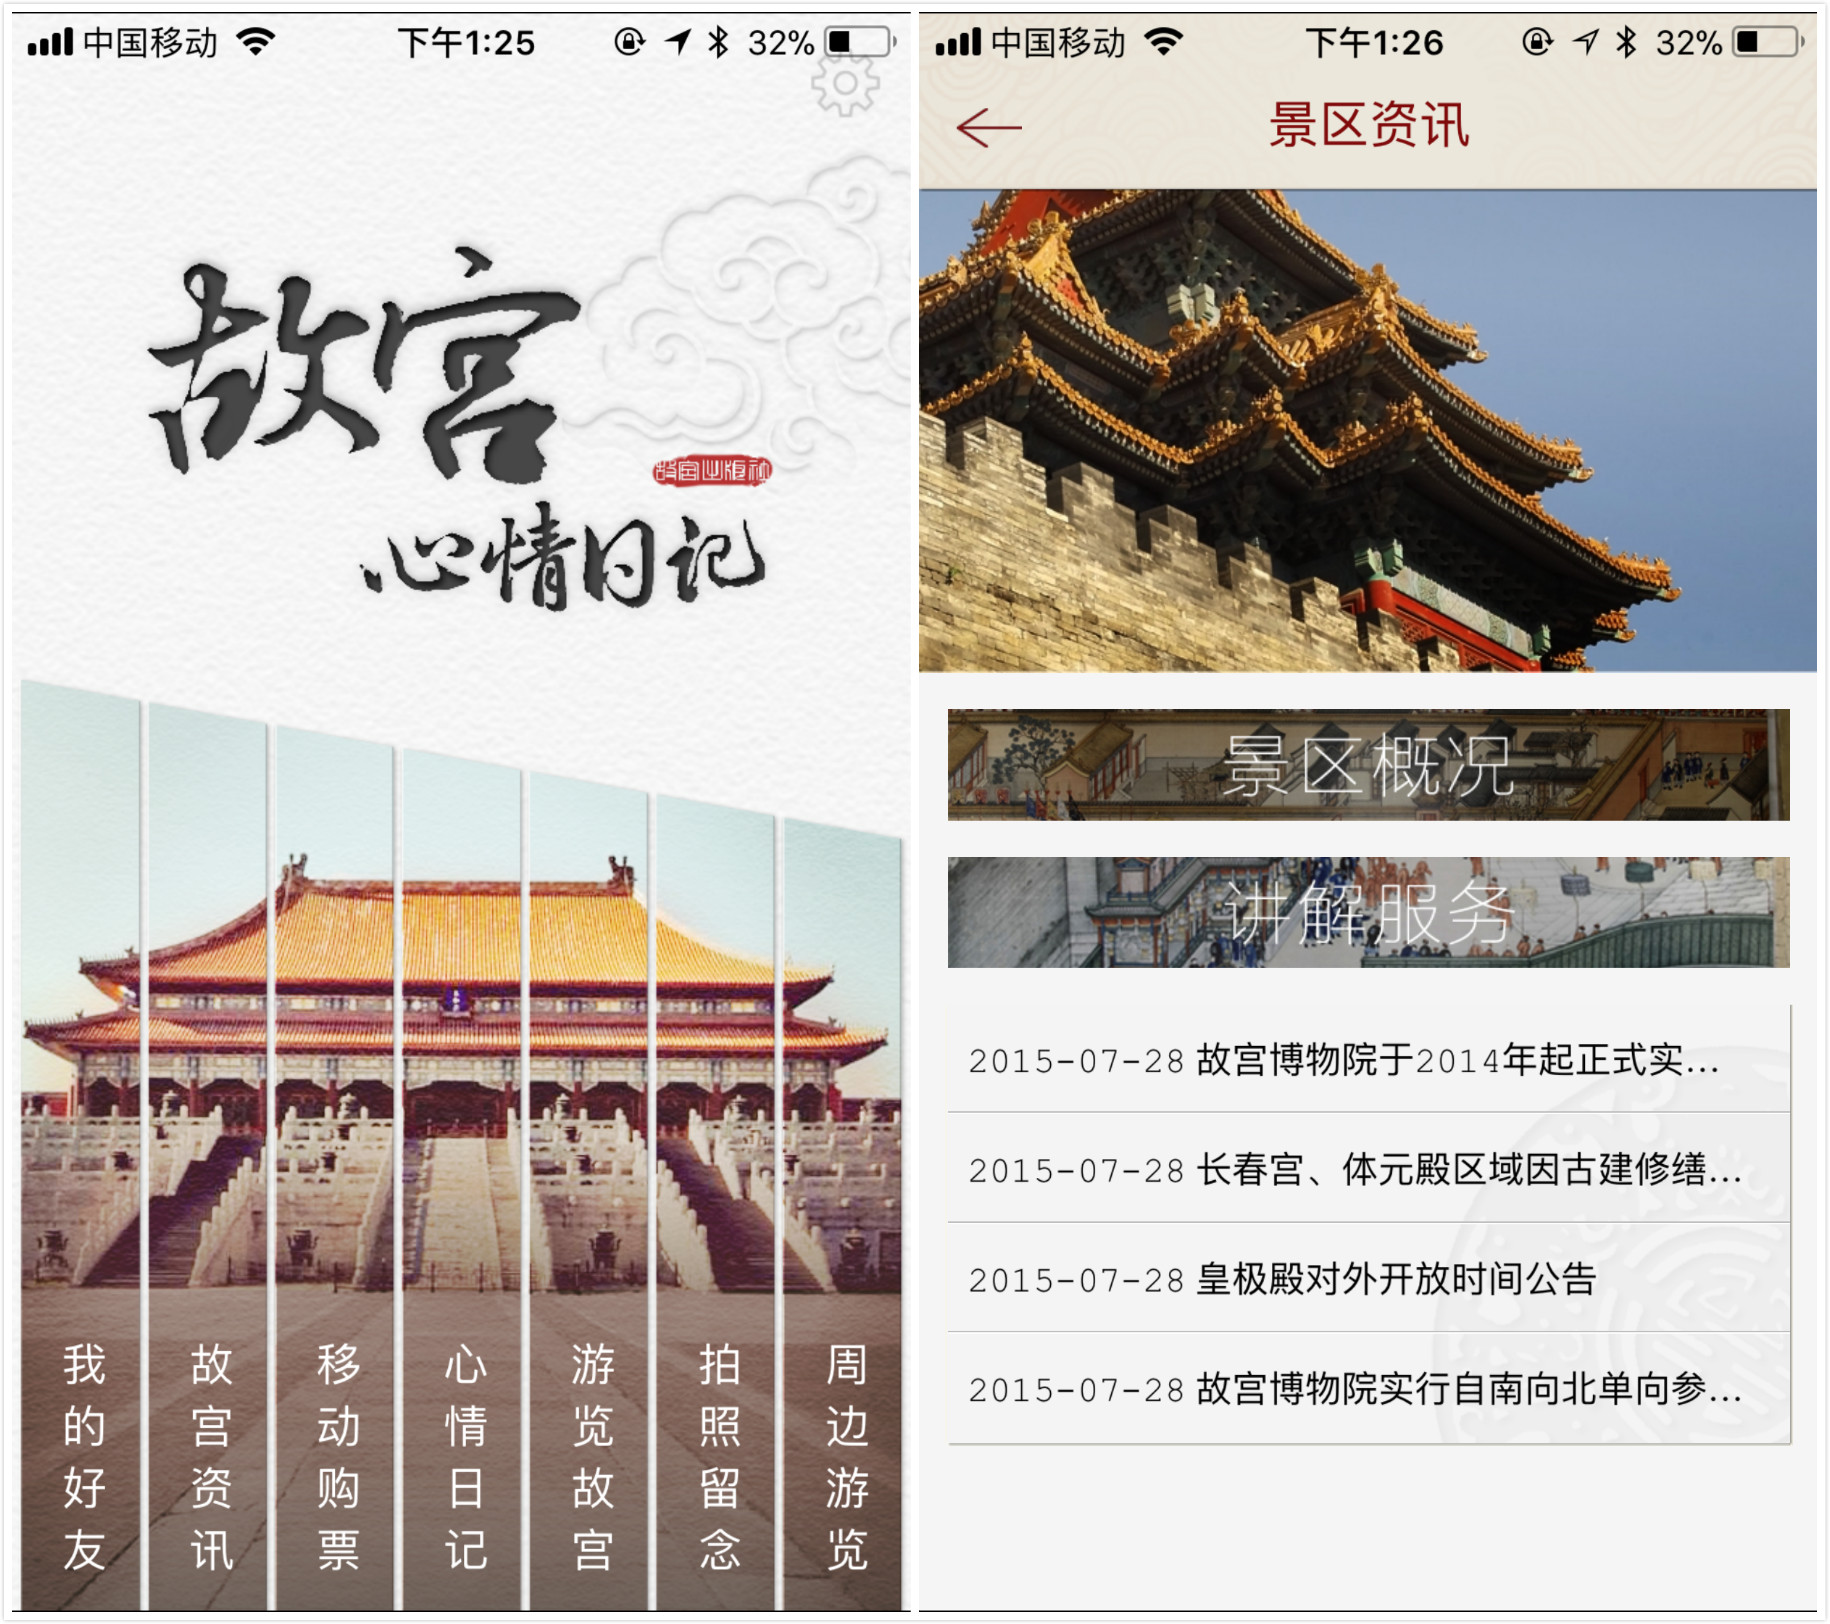 中国移动 下午1:25 32%
故宫
故宫出版社
心情日记
我的好友
故宫资讯
移动购票
心情日记
游览故宫
拍照留念
周边游览
中国移动 下午1:26 32%
景区资讯
景区概况
讲解服务
2015-07-28 故宫博物院于2014年起正式实...
2015-07-28 长春宫、体元殿区域因古建修缮...
2015-07-28 皇极殿对外开放时间公告
2015-07-28 故宫博物院实行自南向北单向参...